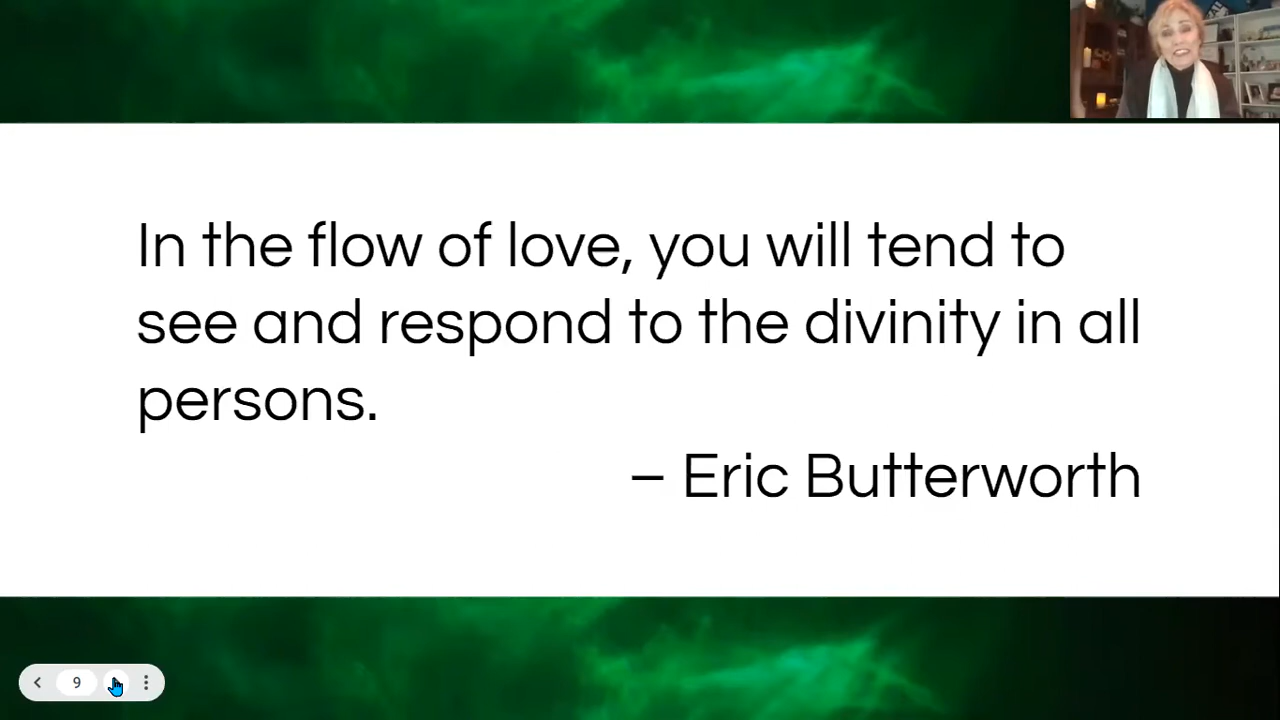 In the flow of love, you will tend to
see and respond to the divinity in all
persons.
– Eric Butterworth
9